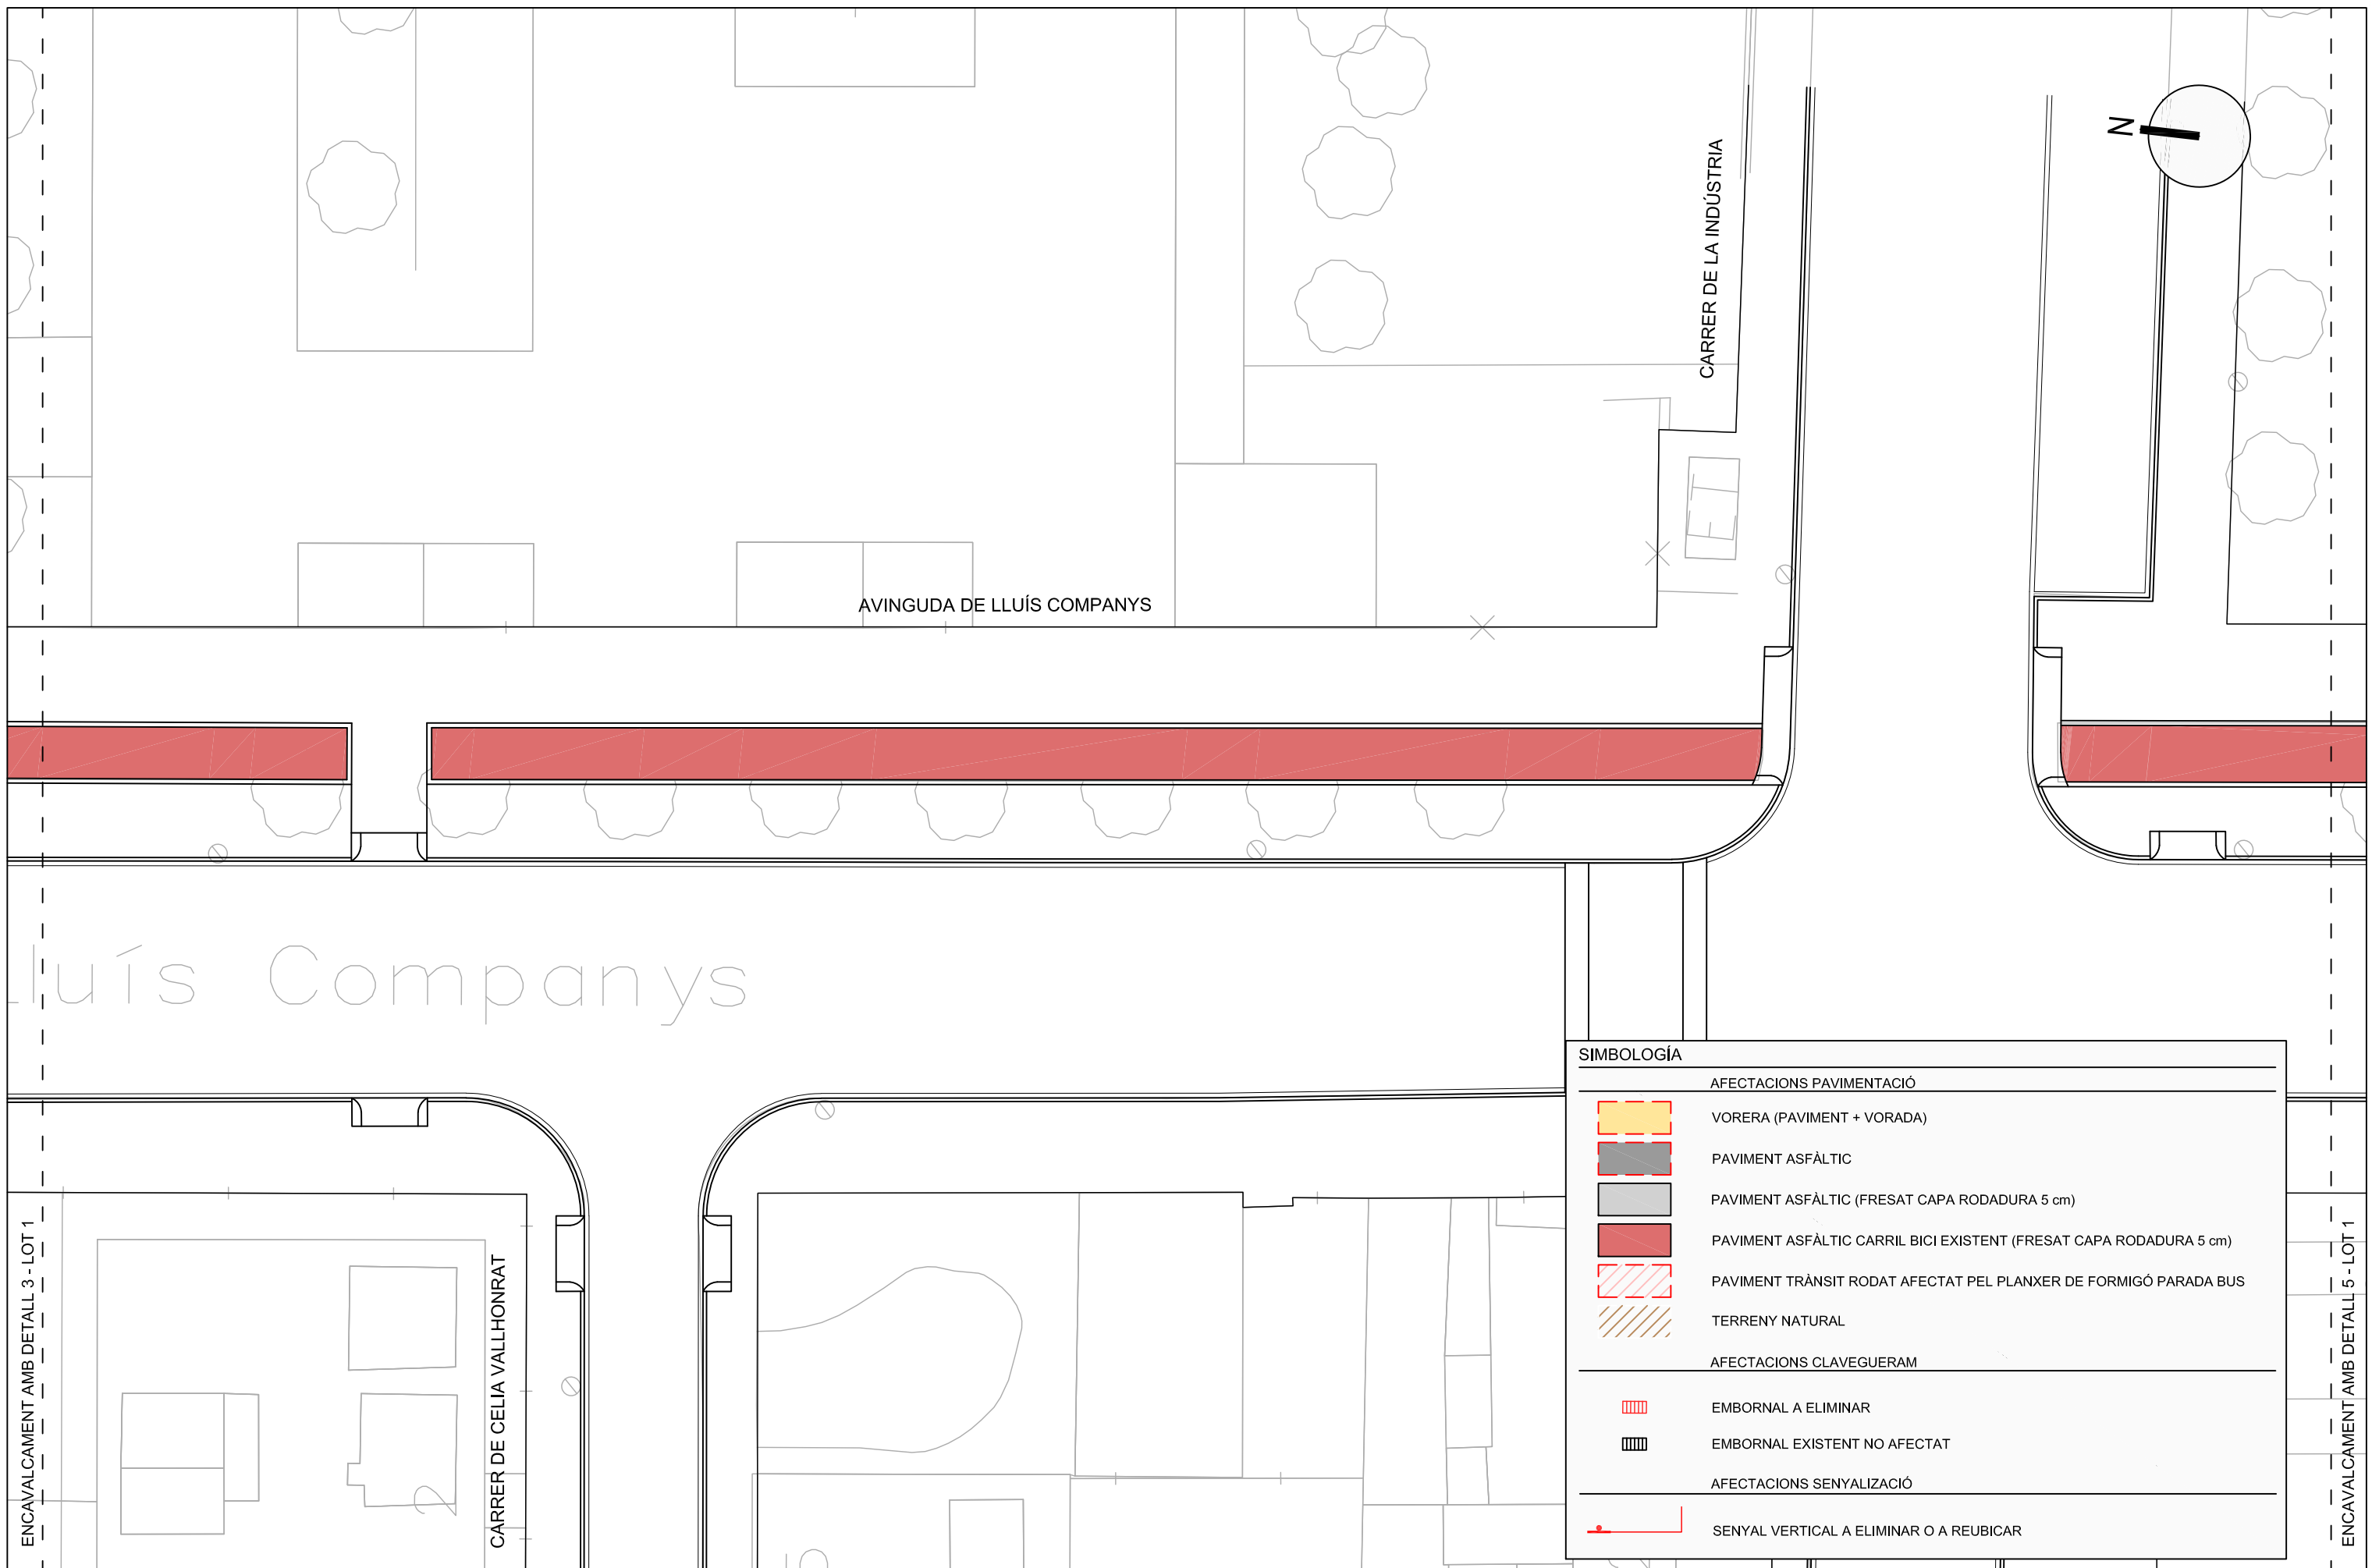 N
CARRER DE LA INDÚSTRIA
AVINGUDA DE LLUÍS COMPANYS
Lluís Companys
SIMBOLOGÍA
AFECTACIONS PAVIMENTACIÓ
VORERA (PAVIMENT + VORADA)
PAVIMENT ASFÀLTIC
PAVIMENT ASFÀLTIC (FRESAT CAPA RODADURA 5 cm)
PAVIMENT ASFÀLTIC CARRIL BICI EXISTENT (FRESAT CAPA RODADURA 5 cm)
PAVIMENT TRÀNSIT RODAT AFECTAT PEL PLANXER DE FORMIGÓ PARADA BUS
TERRENY NATURAL
AFECTACIONS CLAVEGUERAM
EMBORNAL A ELIMINAR
EMBORNAL EXISTENT NO AFECTAT
AFECTACIONS SENYALIZACIÓ
SENYAL VERTICAL A ELIMINAR O A REUBICAR
ENCAVALCAMENT AMB DETALL 3 - LOT 1
CARRER DE CELIA VALLHONRAT
2
ENCAVALCAMENT AMB DETALL 5 - LOT 1